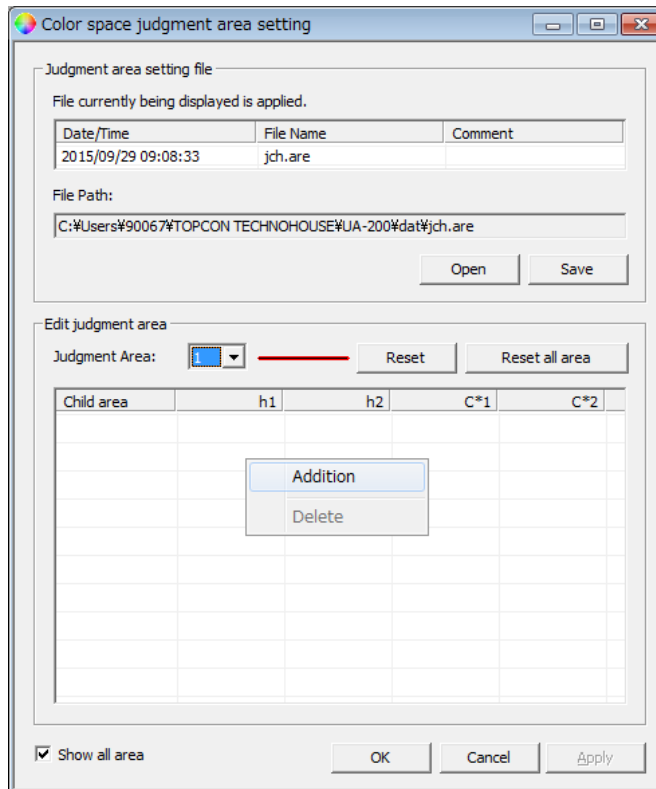 Color space judgment area setting
Judgment area setting file
File currently being displayed is applied.
Date/Time File Name Comment
2015/09/29 09:08:33 jch.are
File Path:
C:¥Users¥90067¥TOPCON TECHNOHOUSE¥UA-200¥dat¥jch.are
Open Save
Edit judgment area
Judgment Area: 1 Reset Reset all area
Child area h1 h2 C*1 C*2
Addition
Delete
Show all area OK Cancel Apply